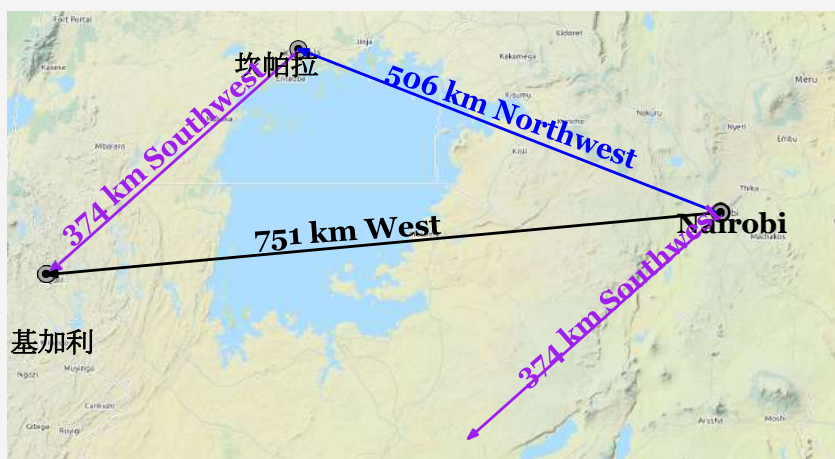 Fort Portal
Jinja
Eldoret
坎帕拉
Kakamega
Kasese
Entebbe
Meru
506 km Northwest
Kisumu
Nakuru
374 km Southwest
Nyeri
Embu
Mbarara
Kisii
Thika
Nairobi
751 km West
Machakos
374 km Southwest
基加利
Ngozi
Muyinga
Cankuzo
Gitega
Ruyigi
Arusha
Moshi